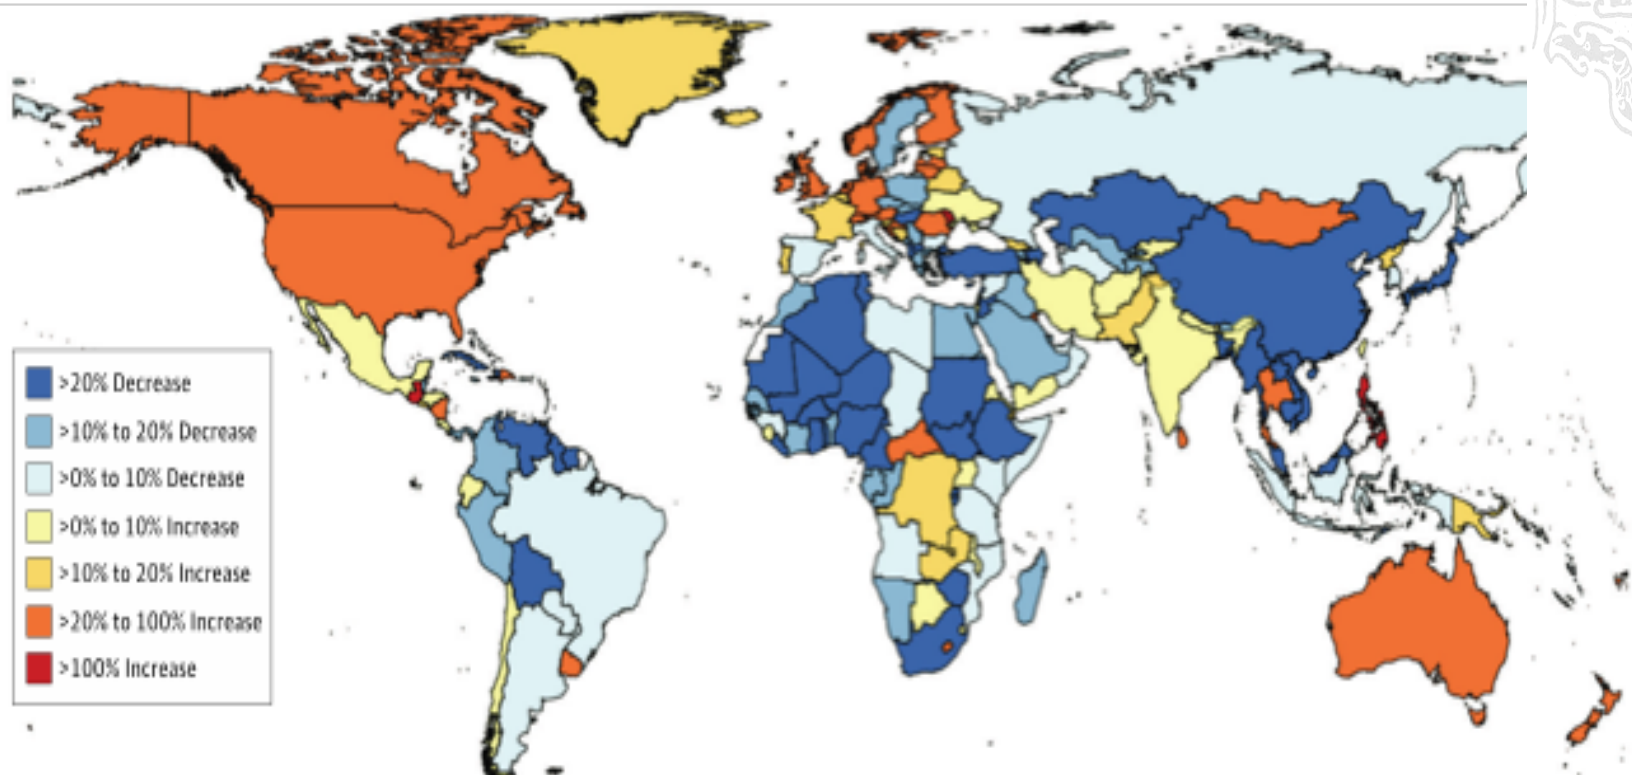 >20% Decrease
>10% to 20% Decrease
>0% to 10% Decrease
>0% to 10% Increase
>10% to 20% Increase
>20% to 100% Increase
>100% Increase